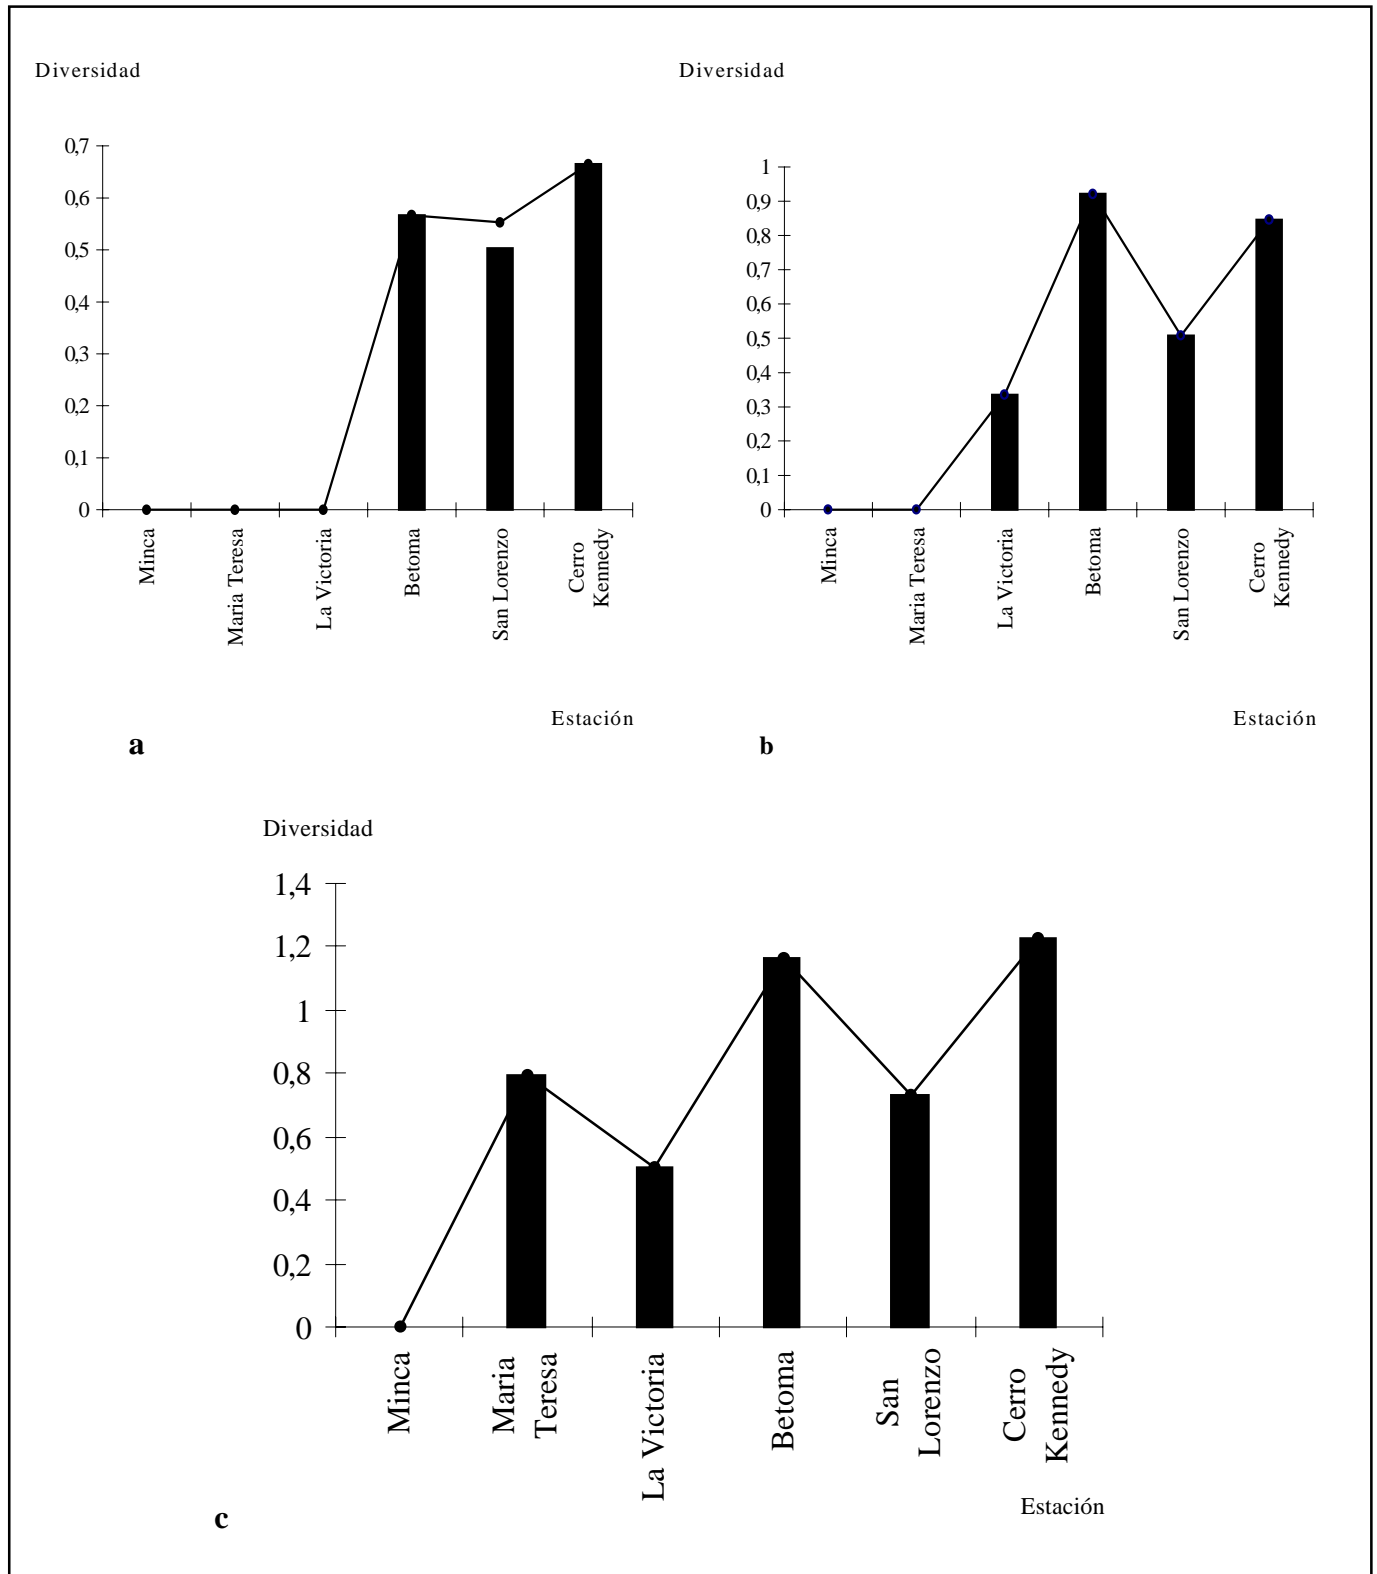 Diversidad
0,7
0,6
0,5
0,4
0,3
0,2
0,1
0
Minca
Maria Teresa
La Victoria
Betoma
San Lorenzo
Cerro
Kennedy
Estación
a
Diversidad
1
0,9
0,8
0,7
0,6
0,5
0,4
0,3
0,2
0,1
0
Minca
Maria Teresa
La Victoria
Betoma
San Lorenzo
Cerro
Kennedy
Estación
b
Diversidad
1,4
1,2
1
0,8
0,6
0,4
0,2
0
Minca
Maria
Teresa
La Victoria
Betoma
San
Lorenzo
Cerro
Kennedy
Estación
c